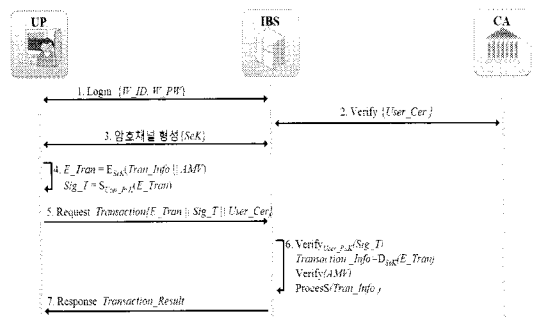 UP IBS CA
1. Login {W_ID, W_PW}
2. Verify {User_Cer}
3. 암호채널 형성{SeK}
4. E_Tran = E_SeK(Tran_Info || AMV)
Sig_T = (E_Tran)
5. Request Transaction{E_Tran || Sig_T || User_Cer}
6. Verify (Sig_T)
Transaction_Info=D_SeK(E_Tran)
Verify(AMV)
ProcesS(Tran_Info)
7. Response Transaction_Result